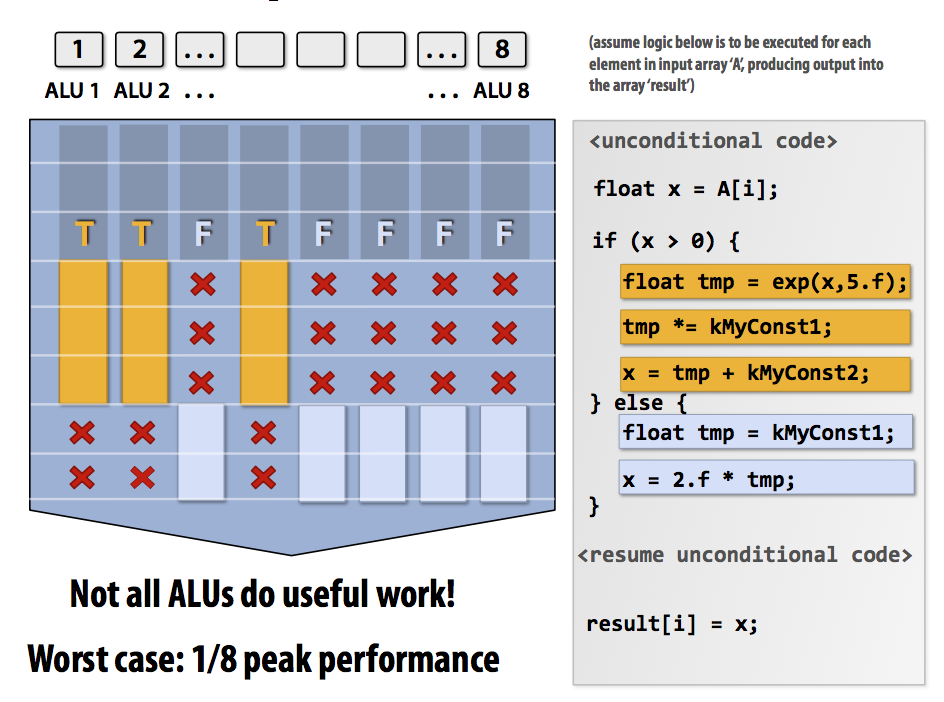 1 2 ... ... 8
ALU 1 ALU 2 ... ... ALU 8
(assume logic below is to be executed for each
element in input array ‘A’, producing output into
the array ‘result’)
T T F T F F F F
<unconditional code>
float x = A[i];
if (x > 0) {
float tmp = exp(x,5.f);
tmp *= kMyConst1;
x = tmp + kMyConst2;
} else {
float tmp = kMyConst1;
x = 2.f * tmp;
}
<resume unconditional code>
result[i] = x;
Not all ALUs do useful work!
Worst case: 1/8 peak performance